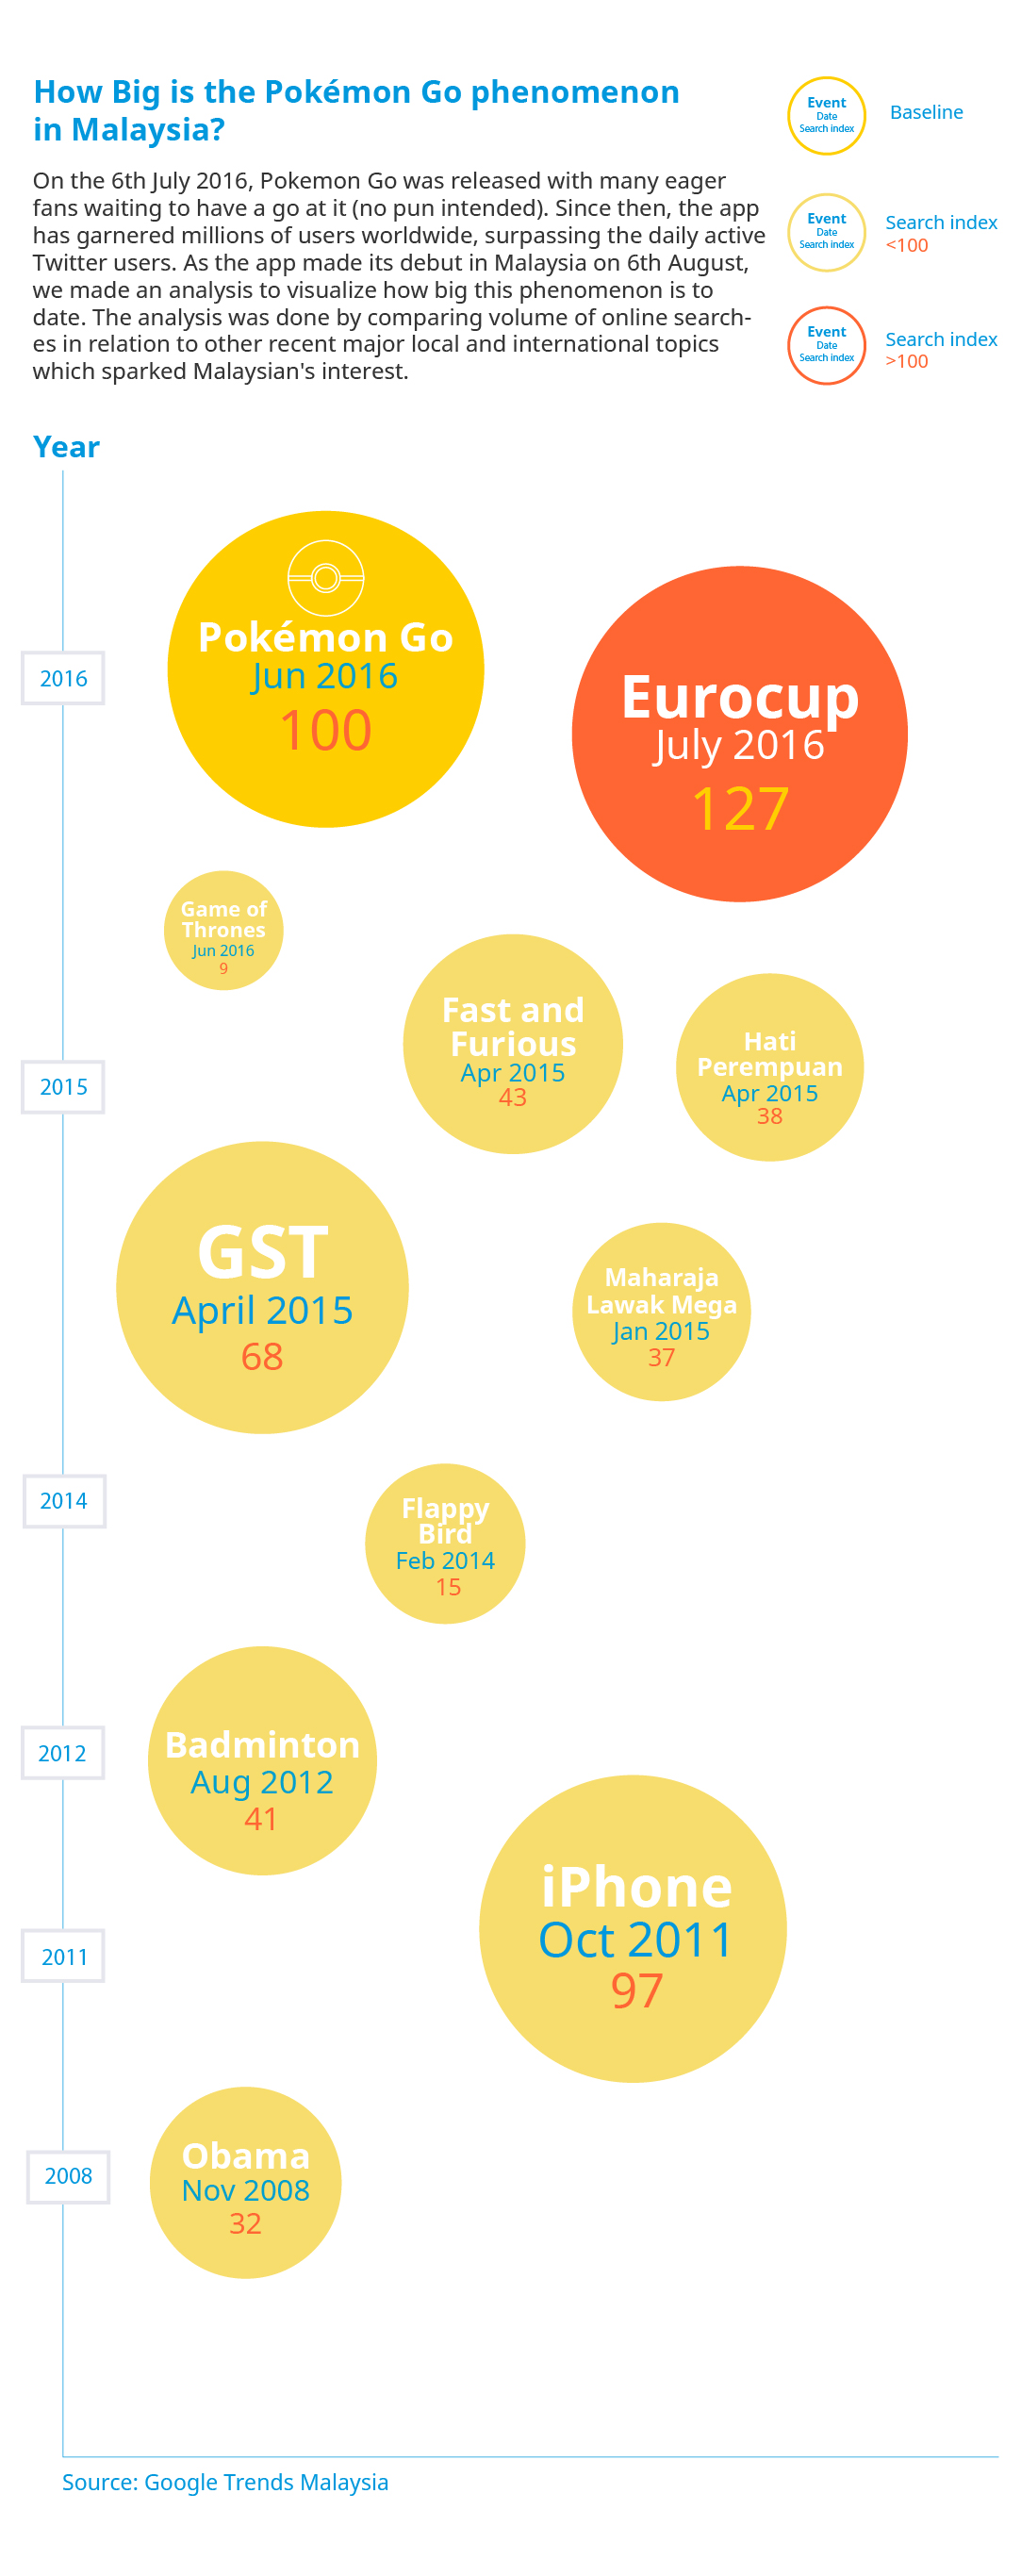 How Big is the Pokémon Go phenomenon
in Malaysia?
On the 6th July 2016, Pokemon Go was released with many eager
fans waiting to have a go at it (no pun intended). Since then, the app
has garnered millions of users worldwide, surpassing the daily active
Twitter users. As the app made its debut in Malaysia on 6th August,
we made an analysis to visualize how big this phenomenon is to
date. The analysis was done by comparing volume of online search-
es in relation to other recent major local and international topics
which sparked Malaysian's interest.
Event
Date
Search index
Baseline
Event
Date
Search index
Search index
<100
Event
Date
Search index
Search index
>100
Year
2016
Pokémon Go
Jun 2016
100
Eurocup
July 2016
127
Game of
Thrones
Jun 2016
9
2015
Fast and
Furious
Apr 2015
43
Hati
Perempuan
Apr 2015
38
GST
April 2015
68
Maharaja
Lawak Mega
Jan 2015
37
2014
Flappy
Bird
Feb 2014
15
2012
Badminton
Aug 2012
41
2011
iPhone
Oct 2011
97
2008
Obama
Nov 2008
32
Source: Google Trends Malaysia